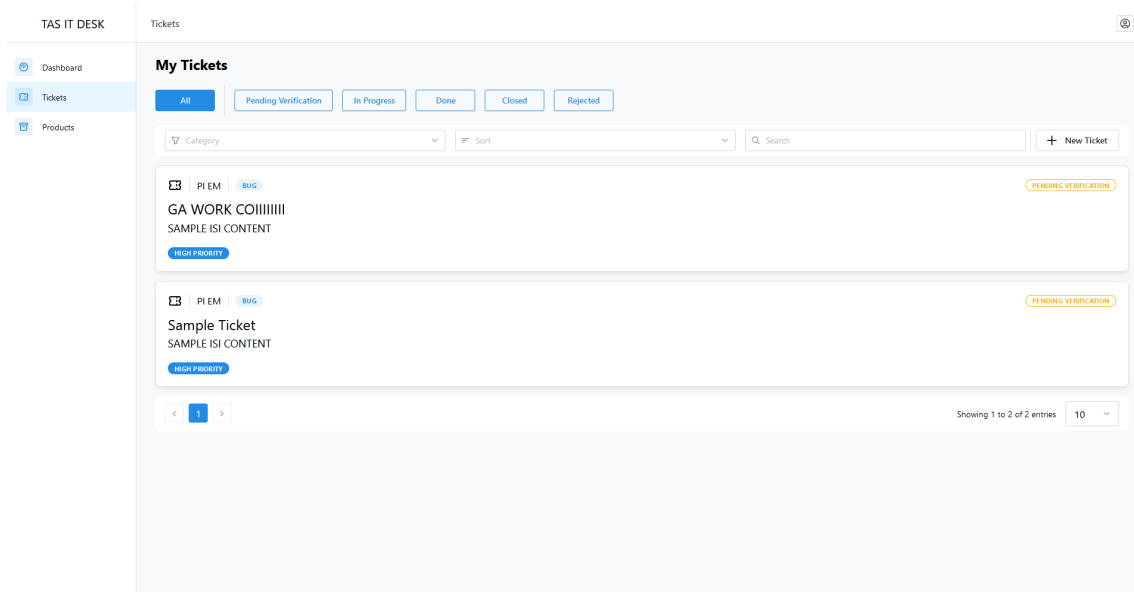 TAS IT DESK
Tickets
Dashboard
Tickets
Products
My Tickets
All
Pending Verification
In Progress
Done
Closed
Rejected
Category
Sort
Search
New Ticket
PI EM
BUG
PENDING VERIFICATION
GA WORK COIIIIIIII
SAMPLE ISI CONTENT
HIGH PRIORITY
PI EM
BUG
PENDING VERIFICATION
Sample Ticket
SAMPLE ISI CONTENT
HIGH PRIORITY
1
Showing 1 to 2 of 2 entries
10